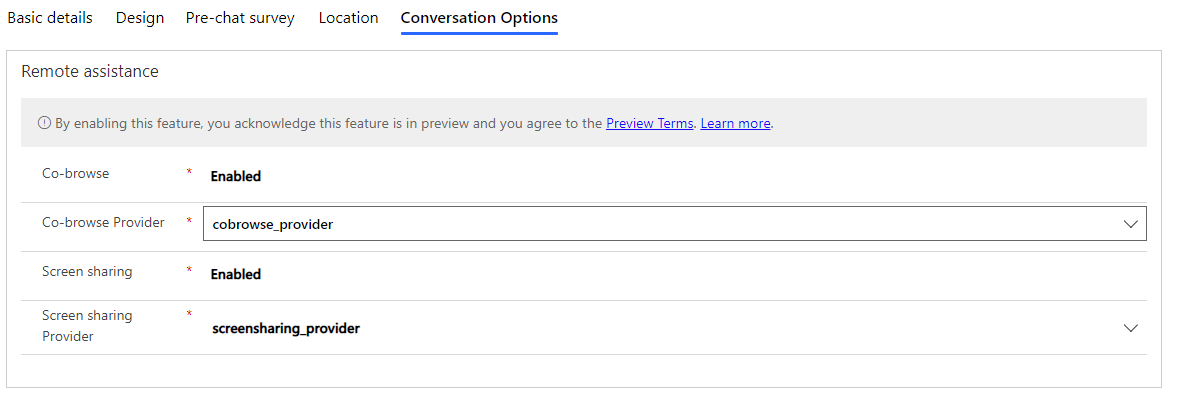 Basic details Design Pre-chat survey Location Conversation Options
Remote assistance
By enabling this feature, you acknowledge this feature is in preview and you agree to the Preview Terms. Learn more.
Co-browse * Enabled
Co-browse Provider * cobrowse_provider
Screen sharing * Enabled
Screen sharing *
Provider
screensharing_provider